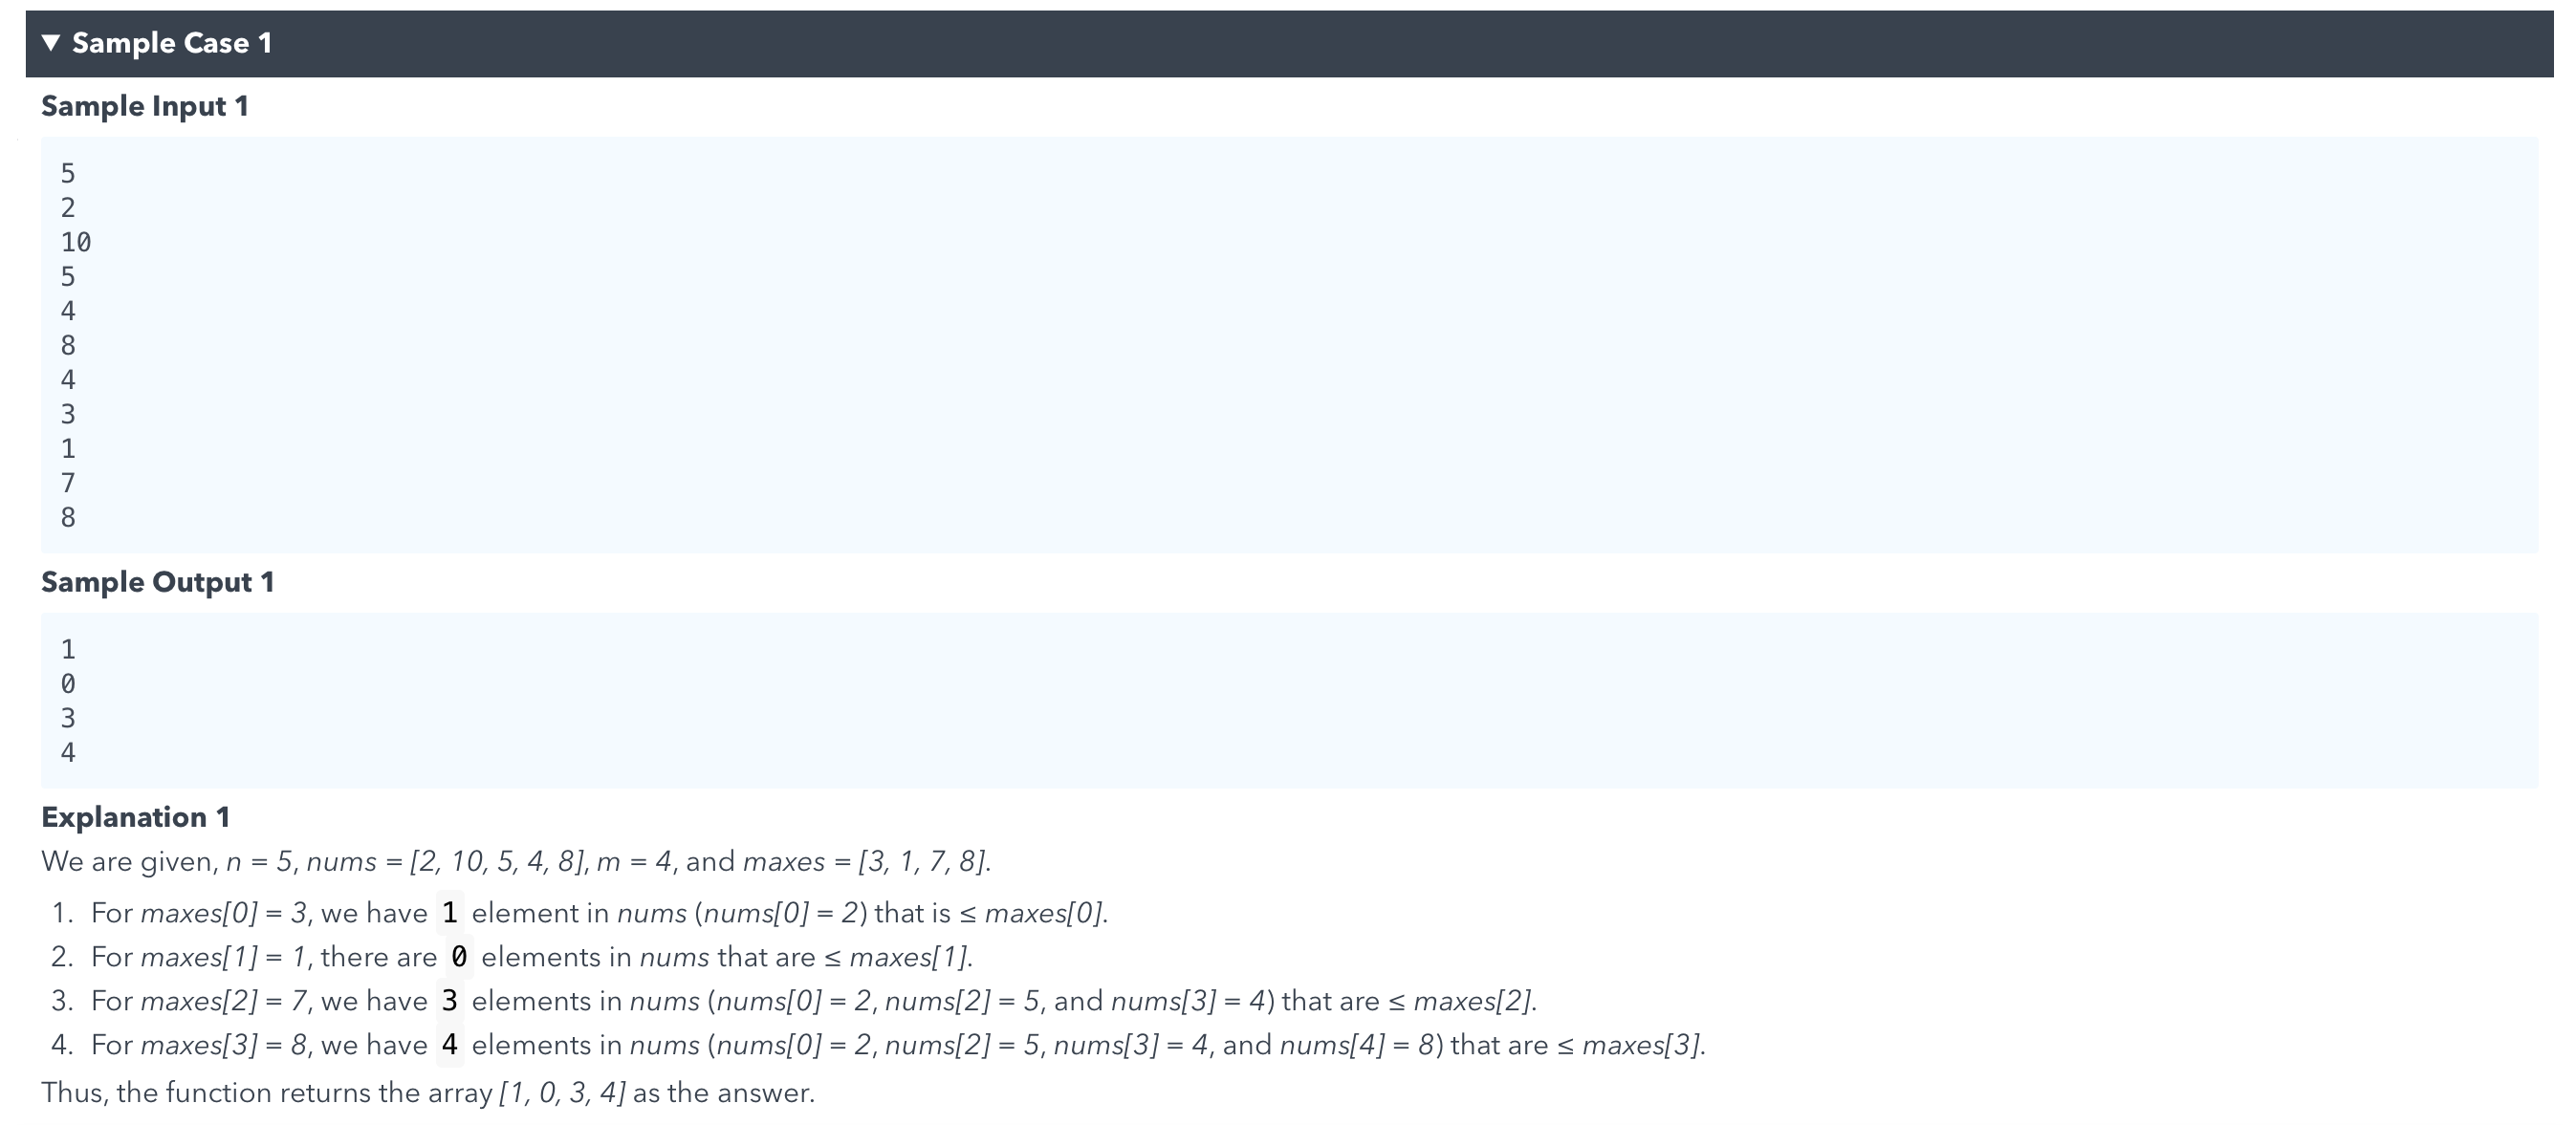 ▼ Sample Case 1
Sample Input 1
5
2
10
5
4
8
4
3
1
7
8
Sample Output 1
1
0
3
4
Explanation 1
We are given, n = 5, nums = [2, 10, 5, 4, 8], m = 4, and maxes = [3, 1, 7, 8].
1. For maxes[0] = 3, we have 1 element in nums (nums[0] = 2) that is ≤ maxes[0].
2. For maxes[1] = 1, there are 0 elements in nums that are ≤ maxes[1].
3. For maxes[2] = 7, we have 3 elements in nums (nums[0] = 2, nums[2] = 5, and nums[3] = 4) that are ≤ maxes[2].
4. For maxes[3] = 8, we have 4 elements in nums (nums[0] = 2, nums[2] = 5, nums[3] = 4, and nums[4] = 8) that are ≤ maxes[3].
Thus, the function returns the array [1, 0, 3, 4] as the answer.